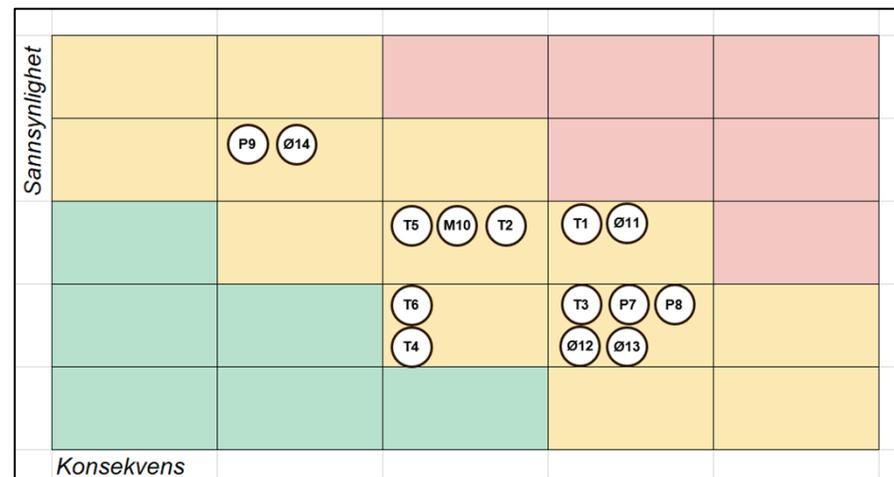 Sannsynlighet
P9 Ø14
T5 M10 T2 T1 Ø11
T6 T3 P7 P8
T4 Ø12 Ø13
Konsekvens